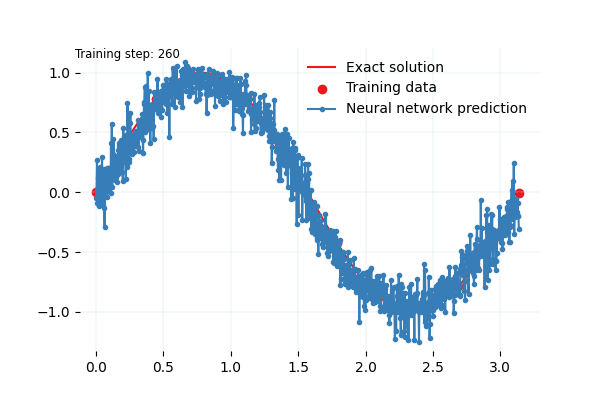 Training step: 260
Exact solution
Training data
Neural network prediction
1.0
0.5
0.0
−0.5
−1.0
0.0 0.5 1.0 1.5 2.0 2.5 3.0